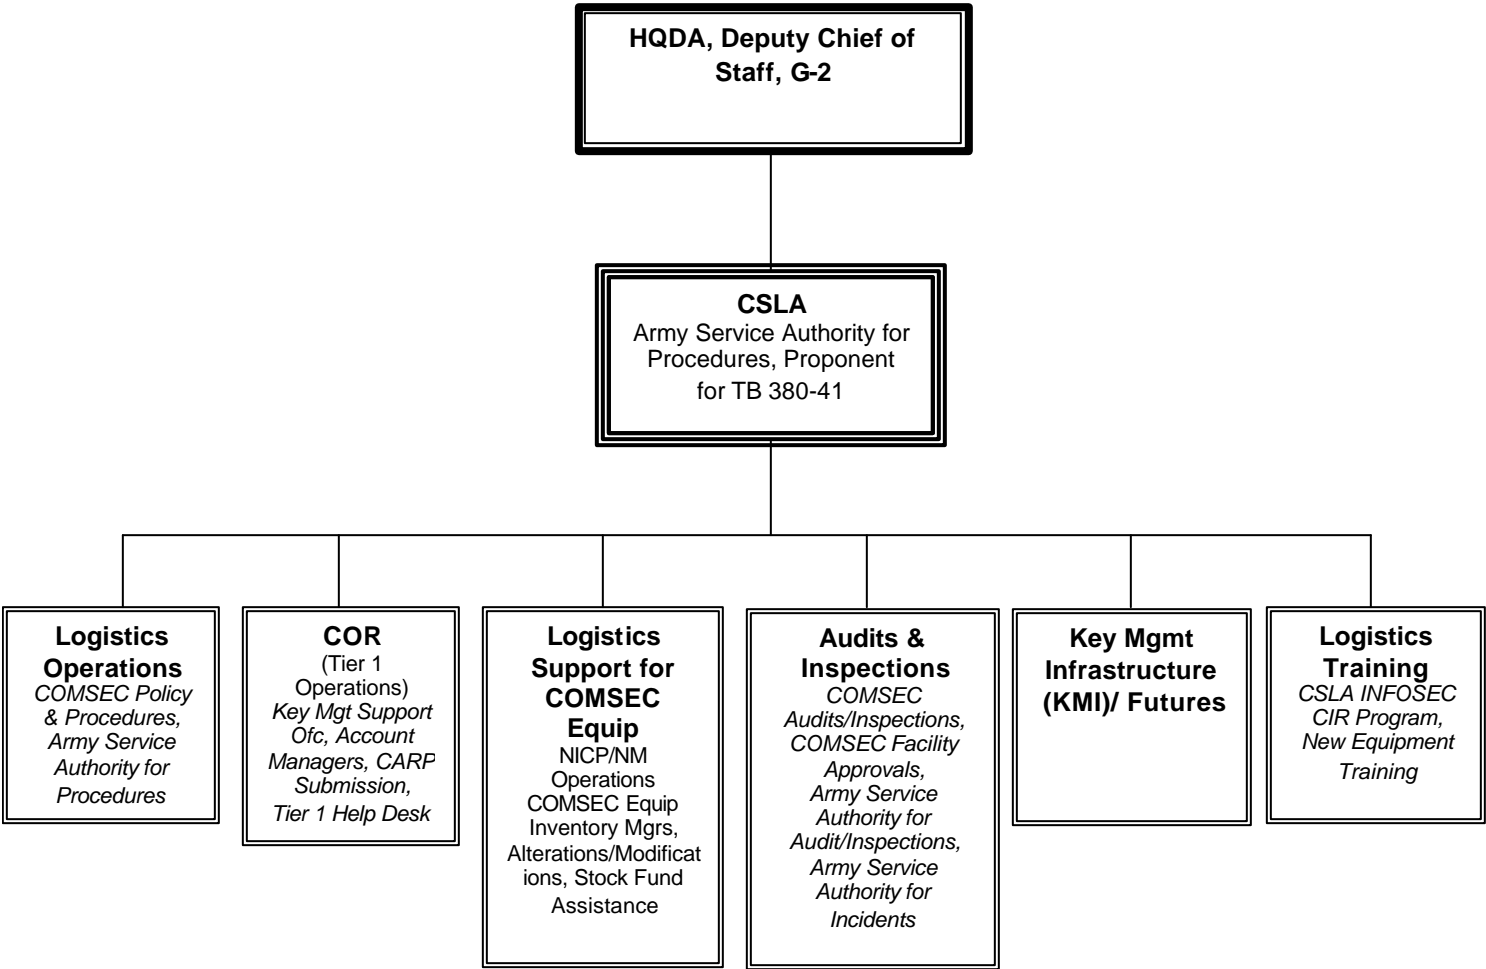 HQDA, Deputy Chief of
Staff, G-2
CSLA
Army Service Authority for
Procedures, Proponent
for TB 380-41
Logistics
Operations
COMSEC Policy
& Procedures,
Army Service
Authority for
Procedures
COR
(Tier 1
Operations)
Key Mgt Support
Ofc, Account
Managers, CARP
Submission,
Tier 1 Help Desk
Logistics
Support for
COMSEC
Equip
NICP/NM
Operations
COMSEC Equip
Inventory Mgrs,
Alterations/Modificat
ions, Stock Fund
Assistance
Audits &
Inspections
COMSEC
Audits/Inspections,
COMSEC Facility
Approvals,
Army Service
Authority for
Audit/Inspections,
Army Service
Authority for
Incidents
Key Mgmt
Infrastructure
(KMI)/ Futures
Logistics
Training
CSLA INFOSEC
CIR Program,
New Equipment
Training